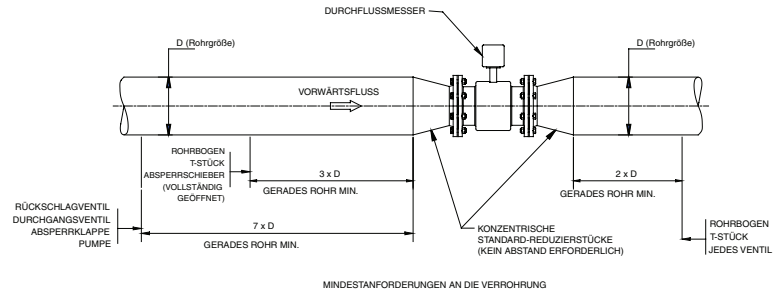 DURCHFLUSSMESSER
D (Rohrgröße)
D (Rohrgröße)
VORWÄRTSFLUSS
ROHRBOGEN
T-STÜCK
ABSPERRSCHIEBER
(VOLLSTÄNDIG
GEÖFFNET)
3 x D
GERADES ROHR MIN.
2 x D
GERADES ROHR MIN.
RÜCKSCHLAGVENTIL
DURCHGANGSVENTIL
ABSPERRKLAPPE
PUMPE
7 x D
GERADES ROHR MIN.
KONZENTRISCHE
STANDARD-REDUZIERSTÜCKE
(KEIN ABSTAND ERFORDERLICH)
ROHRBOGEN
T-STÜCK
JEDES VENTIL
MINDESTANFORDERUNGEN AN DIE VERROHRUNG